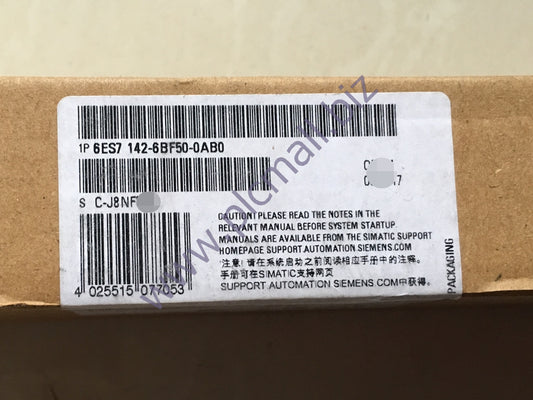 1P 6ES7 142-6BF50-0AB0
S C-J8NF
CAUTION! PLEASE READ THE NOTES IN THE
RELEVANT MANUAL BEFORE SYSTEM STARTUP.
MANUALS ARE AVAILABLE FROM THE SIMATIC SUPPORT
HOMEPAGE SUPPORT.AUTOMATION.SIEMENS.COM
注意! 请在系统启动之前阅读相应手册中的注释。
手册可在SIMATIC支持网页
SUPPORT.AUTOMATION.SIEMENS.COM中获得。
4 025515 077053
PACKAGING
www.plcmall.biz